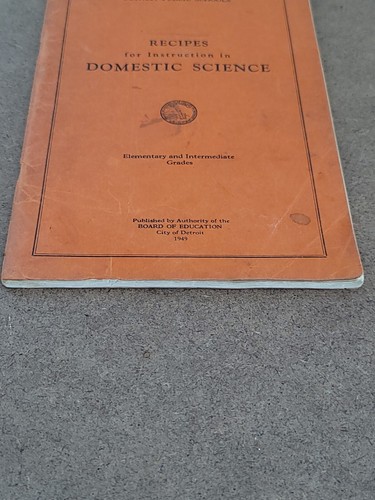 RECIPES
for Instruction in
DOMESTIC SCIENCE
Elementary and Intermediate
Grades
Published by Authority of the
BOARD OF EDUCATION
City of Detroit
1945